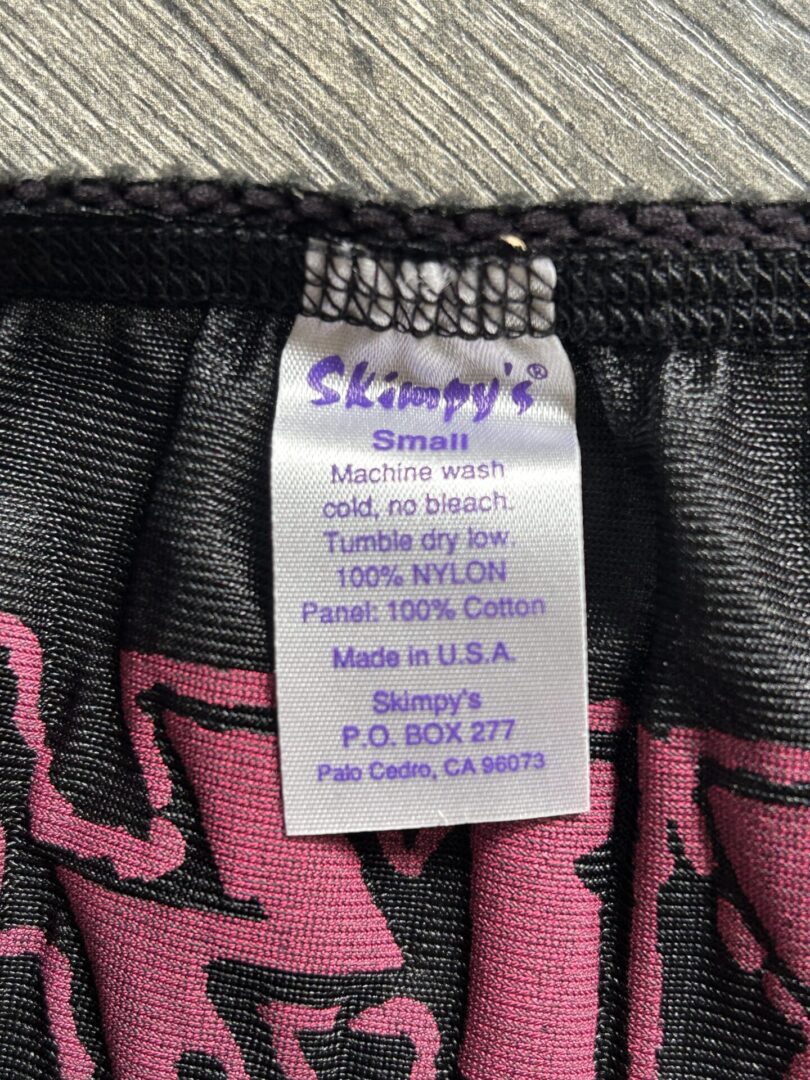 Skimpy's®
Small
Machine wash
cold, no bleach.
Tumble dry low.
100% NYLON
Panel: 100% Cotton
Made in U.S.A.
Skimpy's
P.O. BOX 277
Palo Cedro, CA 96073